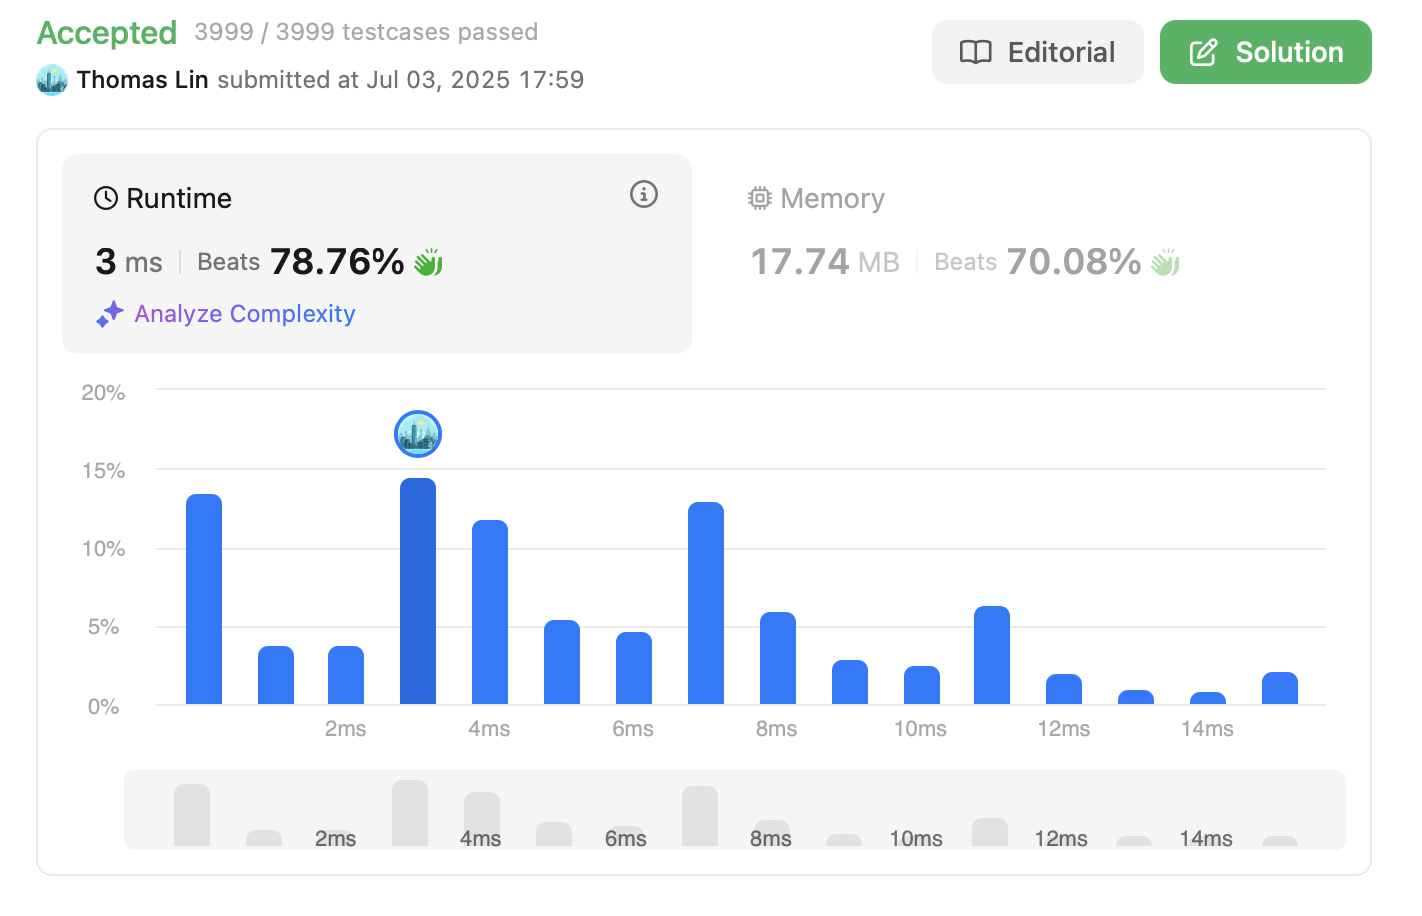 Accepted 3999 / 3999 testcases passed
Thomas Lin submitted at Jul 03, 2025 17:59
Editorial
Solution
Runtime
3 ms Beats 78.76%
Analyze Complexity
Memory
17.74 MB Beats 70.08%
20%
15%
10%
5%
0%
2ms 4ms 6ms 8ms 10ms 12ms 14ms
2ms 4ms 6ms 8ms 10ms 12ms 14ms